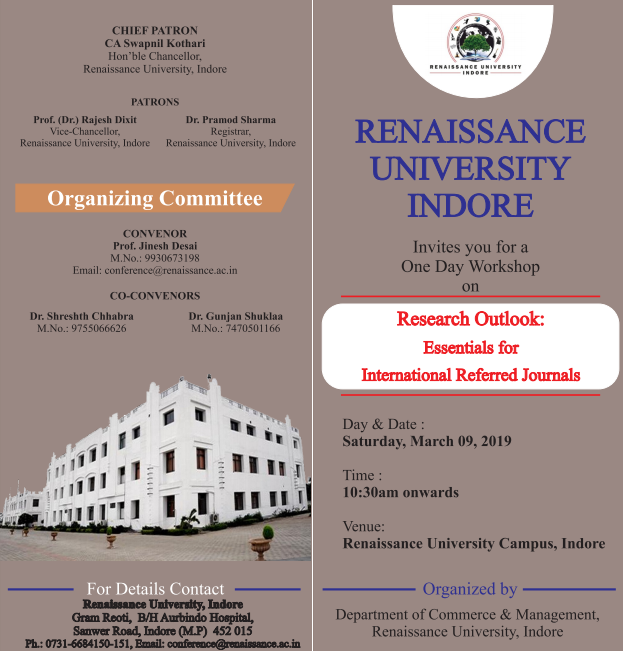 CHIEF PATRON
CA Swapnil Kothari
Hon'ble Chancellor,
Renaissance University, Indore
PATRONS
Prof. (Dr.) Rajesh Dixit
Vice-Chancellor,
Renaissance University, Indore
Dr. Pramod Sharma
Registrar,
Renaissance University, Indore
Organizing Committee
CONVENOR
Prof. Jinesh Desai
M.No.: 9930673198
Email: conference@renaissance.ac.in
CO-CONVENORS
Dr. Shreshth Chhabra
M.No.: 9755066626
Dr. Gunjan Shuklaa
M.No.: 7470501166
For Details Contact
Renaissance University, Indore
Gram Reoti, B/H Aurbindo Hospital,
Sanwer Road, Indore (M.P) 452 015
Ph.: 0731-6684150-151, Email: conference@renaissance.ac.in
RENAISSANCE UNIVERSITY
INDORE
RENAISSANCE
UNIVERSITY
INDORE
Invites you for a
One Day Workshop
on
Research Outlook:
Essentials for
International Referred Journals
Day & Date :
Saturday, March 09, 2019
Time :
10:30am onwards
Venue:
Renaissance University Campus, Indore
Organized by
Department of Commerce & Management,
Renaissance University, Indore